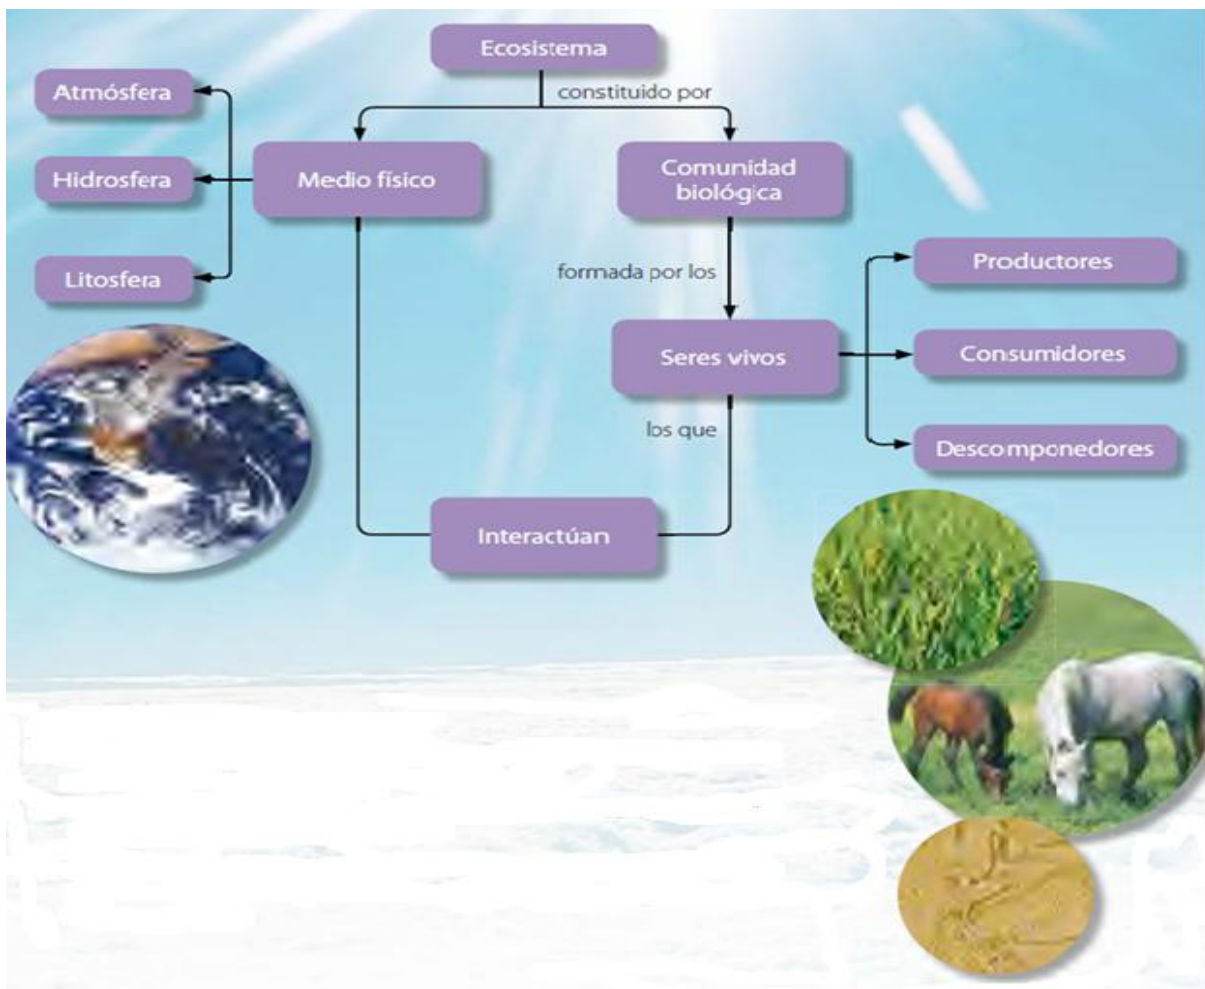 Ecosistema
constituido por
Atmósfera
Hidrosfera
Litosfera
Medio físico
Comunidad
biológica
formada por los
Seres vivos
Productores
Consumidores
Descomponedores
los que
Interactúan